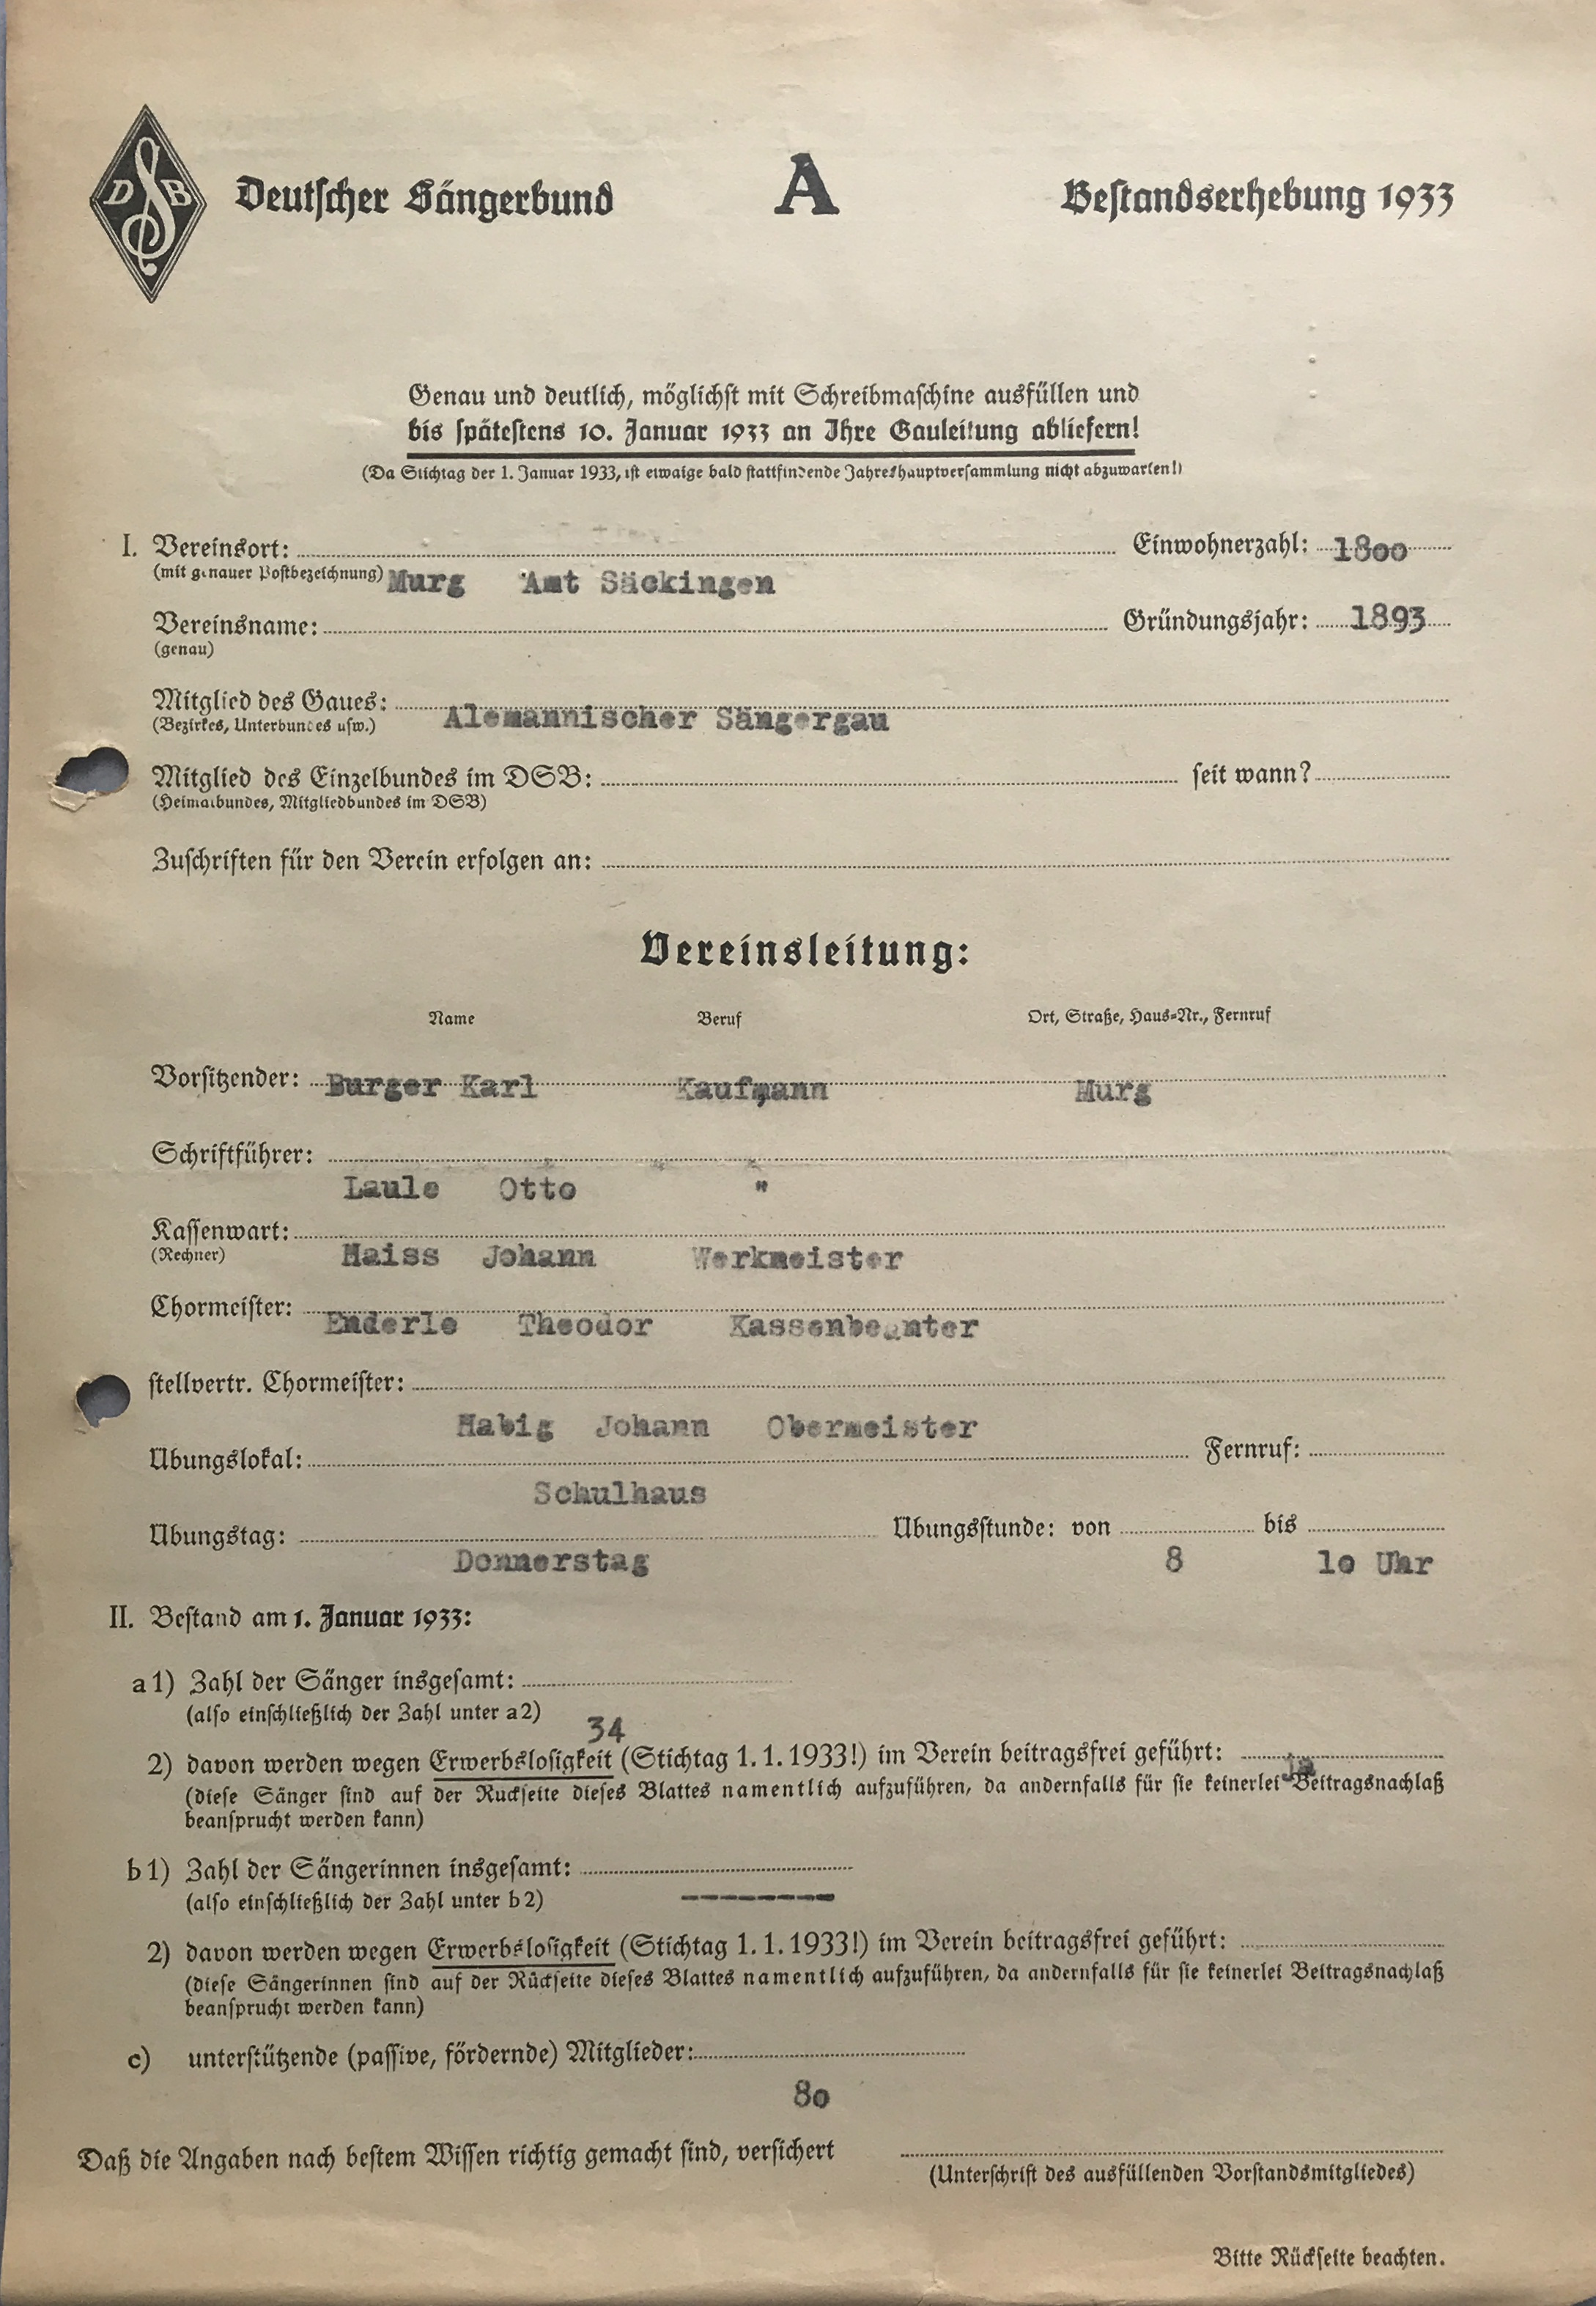 DSB Deutscher Sängerbund A Bestandserhebung 1933
Genau und deutlich, möglichst mit Schreibmaschine ausfüllen und
bis spätestens 10. Januar 1933 an Ihre Gauleitung abliefern!
(Da Stichtag der 1. Januar 1933, ist etwaige bald stattfindende Jahreshauptversammlung nicht abzuwarten!)
I. Vereinsort: Einwohnerzahl: 18oo
(mit genauer Postbezeichnung) Murg Amt Säckingen
Vereinsname: Gründungsjahr: 1893
(genau)
Mitglied des Gaues: Alemannischer Sängergau
(Bezirkes, Unterbundes usw.)
Mitglied des Einzelbundes im DSB: seit wann?
(Heimatbundes, Mitgliedbundes im DSB)
Zuschriften für den Verein erfolgen an:
Vereinsleitung:
Name Beruf Ort, Straße, Haus-Nr., Fernruf
Vorsitzender: Burger Karl Kaufmann Murg
Schriftführer:
Laule Otto "
Kassenwart:
(Rechner) Maiss Johann Werkmeister
Chormeister:
Enderle Theodor Kassenbeamter
stellvertr. Chormeister:
Habig Johann Obermeister
Übungslokal: Fernruf:
Schulhaus
Übungstag: Übungsstunde: von bis
Donnerstag 8 1o Uhr
II. Bestand am 1. Januar 1933:
a 1) Zahl der Sänger insgesamt:
(also einschließlich der Zahl unter a 2)
34
2) davon werden wegen Erwerbslosigkeit (Stichtag 1. 1. 1933!) im Verein beitragsfrei geführt: ja
(diese Sänger sind auf der Rückseite dieses Blattes namentlich aufzuführen, da andernfalls für sie keinerlei Beitragsnachlaß
beansprucht werden kann)
b 1) Zahl der Sängerinnen insgesamt:
(also einschließlich der Zahl unter b 2) ---------
2) davon werden wegen Erwerbslosigkeit (Stichtag 1. 1. 1933!) im Verein beitragsfrei geführt:
(diese Sängerinnen sind auf der Rückseite dieses Blattes namentlich aufzuführen, da andernfalls für sie keinerlei Beitragsnachlaß
beansprucht werden kann)
c) unterstützende (passive, fördernde) Mitglieder:
8o
Daß die Angaben nach bestem Wissen richtig gemacht sind, versichert
(Unterschrift des ausfüllenden Vorstandsmitgliedes)
Bitte Rückseite beachten.